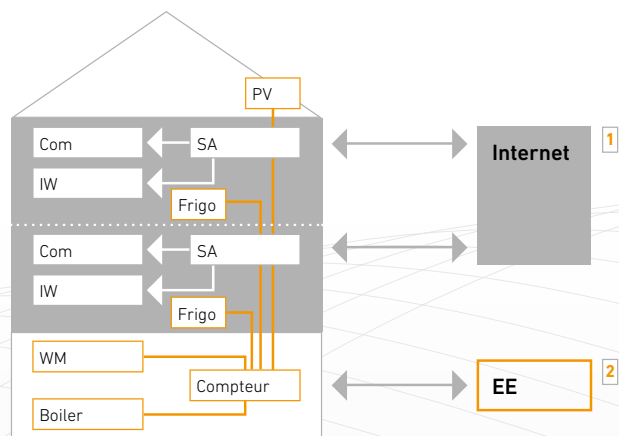 PV
Com
SA
IW
Frigo
Internet
1
Com
SA
IW
Frigo
WM
Compteur
Boiler
EE
2